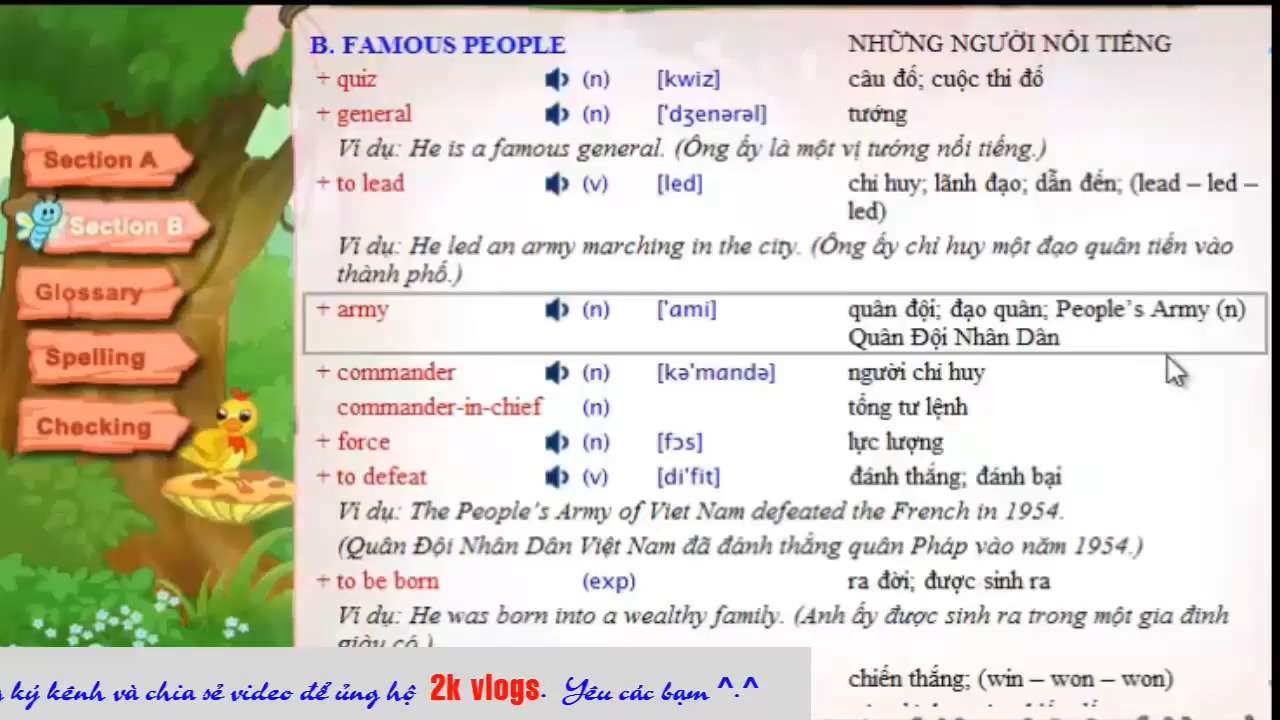 B. FAMOUS PEOPLE NHỮNG NGƯỜI NỔI TIẾNG
+ quiz (n) [kwiz] câu đố; cuộc thi đố
+ general (n) ['dʒenərəl] tướng
Ví dụ: He is a famous general. (Ông ấy là một vị tướng nổi tiếng.)
+ to lead (v) [led] chỉ huy; lãnh đạo; dẫn đến; (lead – led –
led)
Ví dụ: He led an army marching in the city. (Ông ấy chỉ huy một đạo quân tiến vào
thành phố.)
+ army (n) ['ɑmi] quân đội; đạo quân; People's Army (n)
Quân Đội Nhân Dân
+ commander (n) [kə'mɑndə] người chỉ huy
commander-in-chief (n) tổng tư lệnh
+ force (n) [fɔs] lực lượng
+ to defeat (v) [di'fit] đánh thắng; đánh bại
Ví dụ: The People's Army of Viet Nam defeated the French in 1954.
(Quân Đội Nhân Dân Việt Nam đã đánh thắng quân Pháp vào năm 1954.)
+ to be born (exp) ra đời; được sinh ra
Ví dụ: He was born into a wealthy family. (Anh ấy được sinh ra trong một gia đình
giàu có.)
chiến thắng; (win – won – won)
Section A
Section B
Glossary
Spelling
Checking
ký kênh và chia sẻ video để ủng hộ 2k vlogs. Yêu các bạn ^.^